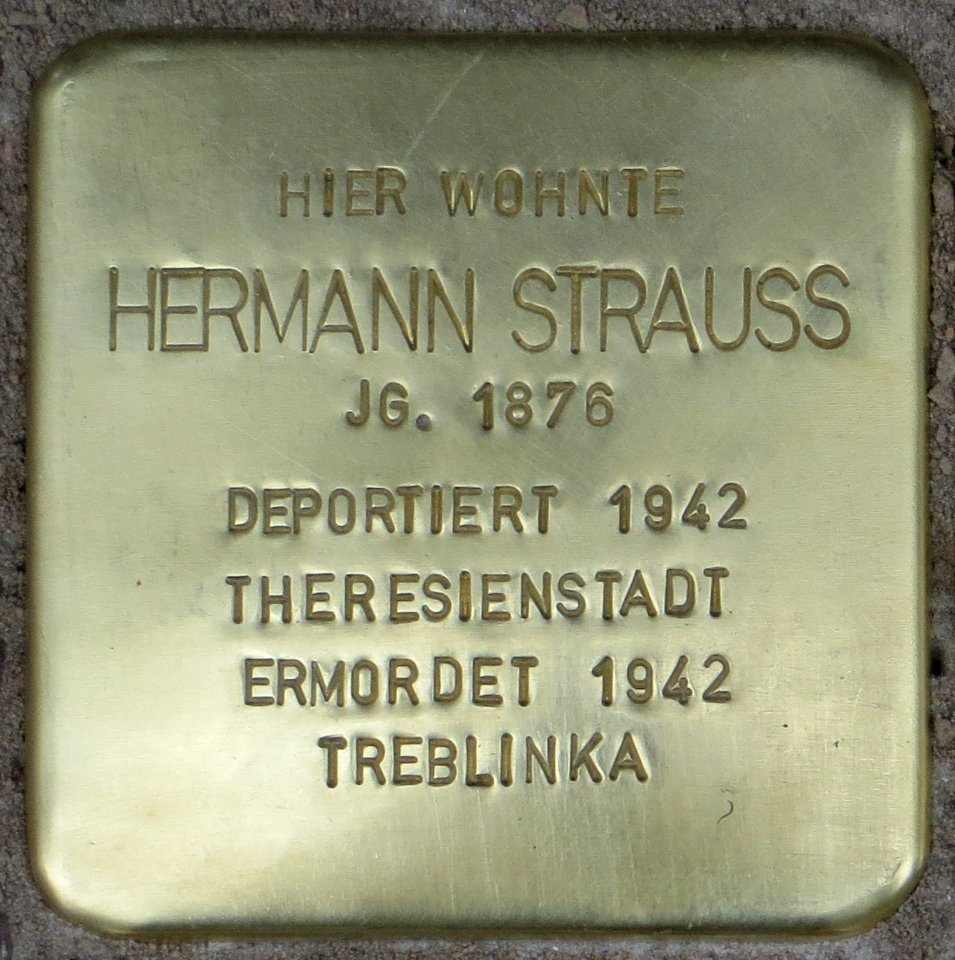 HIER WOHNTE
HERMANN STRAUSS
JG. 1876
DEPORTIERT 1942
THERESIENSTADT
ERMORDET 1942
TREBLINKA